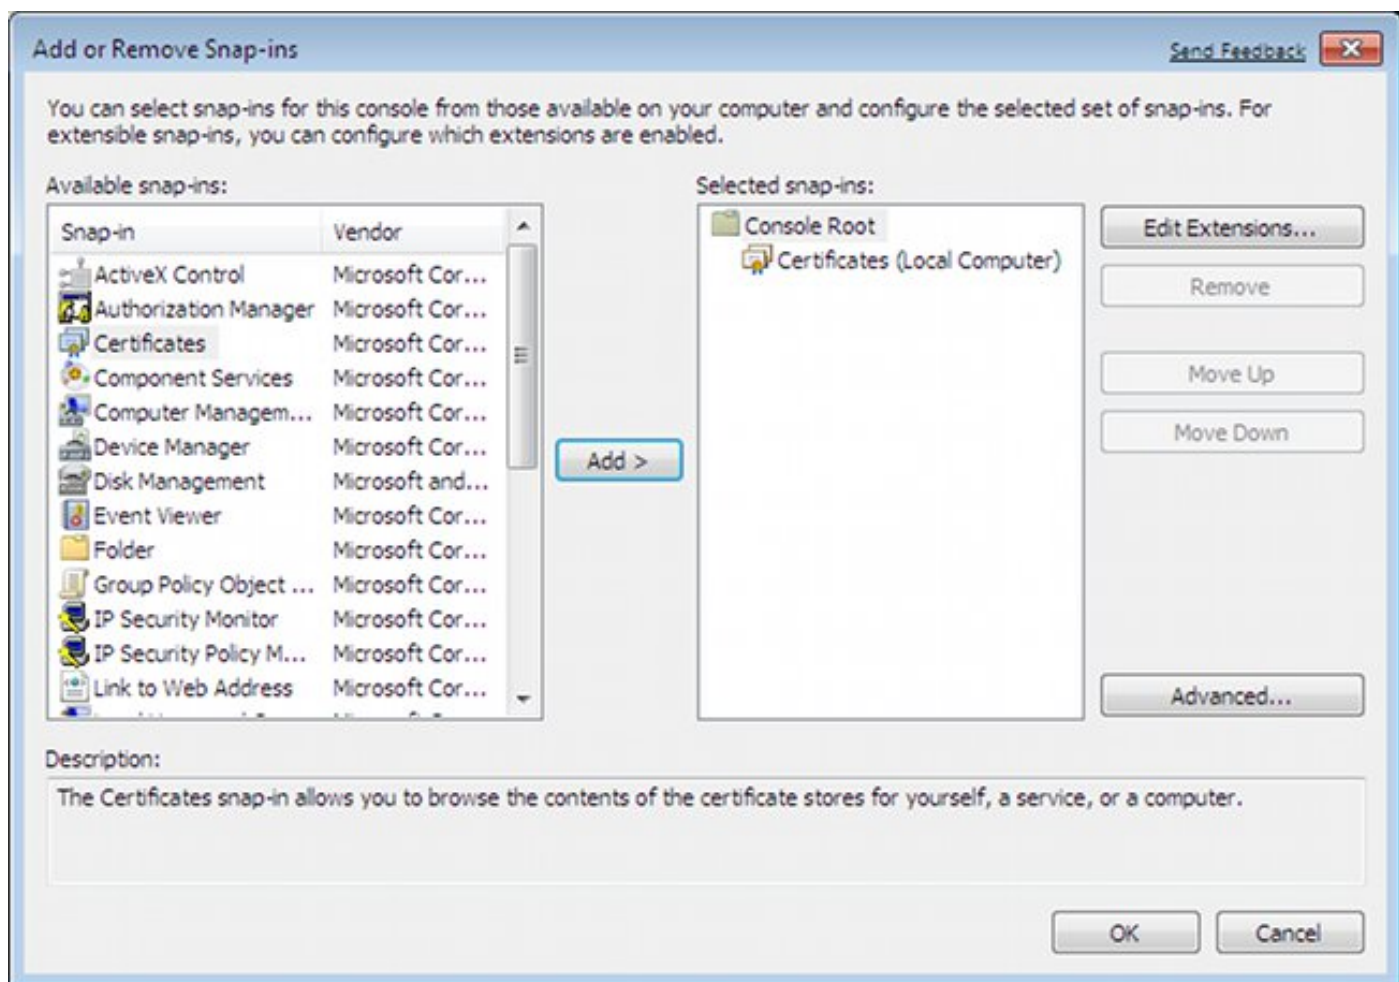 Add or Remove Snap-ins
Send Feedback
You can select snap-ins for this console from those available on your computer and configure the selected set of snap-ins. For
extensible snap-ins, you can configure which extensions are enabled.
Available snap-ins:
Snap-in Vendor
ActiveX Control Microsoft Cor...
Authorization Manager Microsoft Cor...
Certificates Microsoft Cor...
Component Services Microsoft Cor...
Computer Managem... Microsoft Cor...
Device Manager Microsoft Cor...
Disk Management Microsoft and...
Event Viewer Microsoft Cor...
Folder Microsoft Cor...
Group Policy Object ... Microsoft Cor...
IP Security Monitor Microsoft Cor...
IP Security Policy M... Microsoft Cor...
Link to Web Address Microsoft Cor...
Add >
Selected snap-ins:
Console Root
Certificates (Local Computer)
Edit Extensions...
Remove
Move Up
Move Down
Advanced...
Description:
The Certificates snap-in allows you to browse the contents of the certificate stores for yourself, a service, or a computer.
OK
Cancel